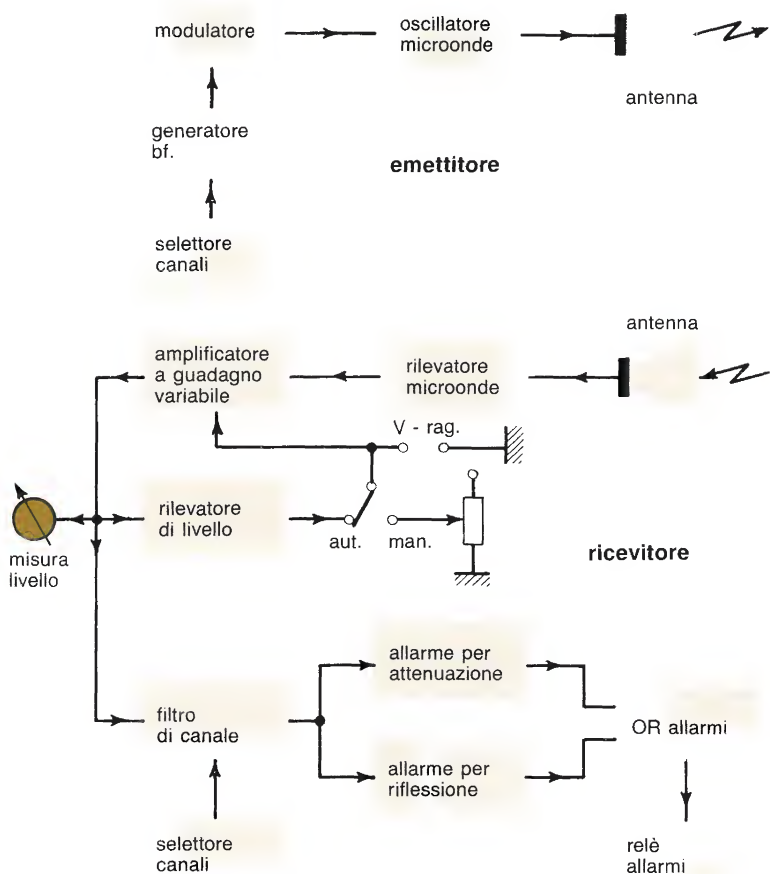 modulatore
oscillatore
microonde
antenna
generatore
bf.
emettitore
selettore
canali
antenna
amplificatore
a guadagno
variabile
rilevatore
microonde
V - rag.
rilevatore
di livello
aut.
man.
misura
livello
ricevitore
allarme per
attenuazione
filtro
di canale
OR allarmi
allarme per
riflessione
selettore
canali
relè
allarmi